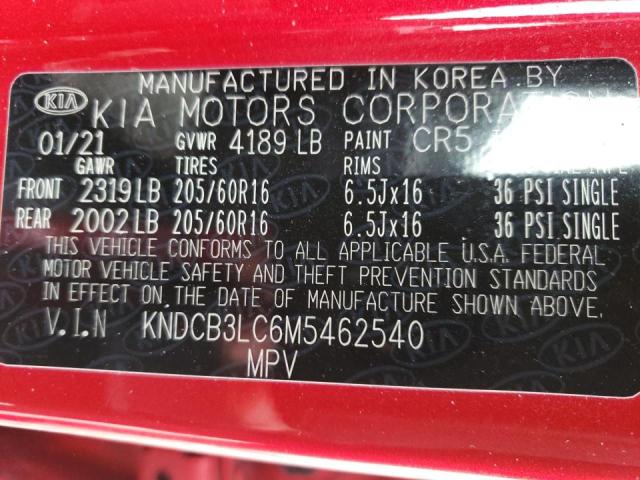 MANUFACTURED IN KOREA BY
KIA KIA MOTORS CORPORATION
01/21 GVWR 4189 LB PAINT CR5
GAWR TIRES RIMS
FRONT 2319 LB 205/60R16 6.5Jx16 36 PSI SINGLE
REAR 2002 LB 205/60R16 6.5Jx16 36 PSI SINGLE
THIS VEHICLE CONFORMS TO ALL APPLICABLE U.S.A. FEDERAL
MOTOR VEHICLE SAFETY AND THEFT PREVENTION STANDARDS
IN EFFECT ON THE DATE OF MANUFACTURE SHOWN ABOVE.
V.I.N KNDCB3LC6M5462540
MPV